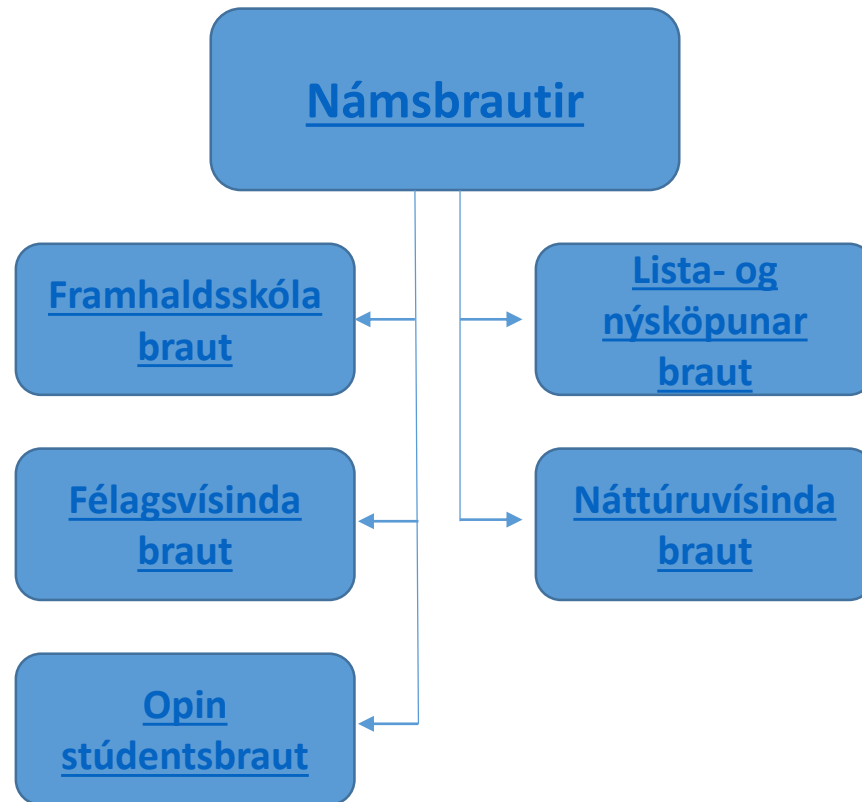 Námsbrautir
Framhaldsskóla
braut
Lista- og
nýsköpunar
braut
Félagsvísinda
braut
Náttúruvísinda
braut
Opin
stúdentsbraut